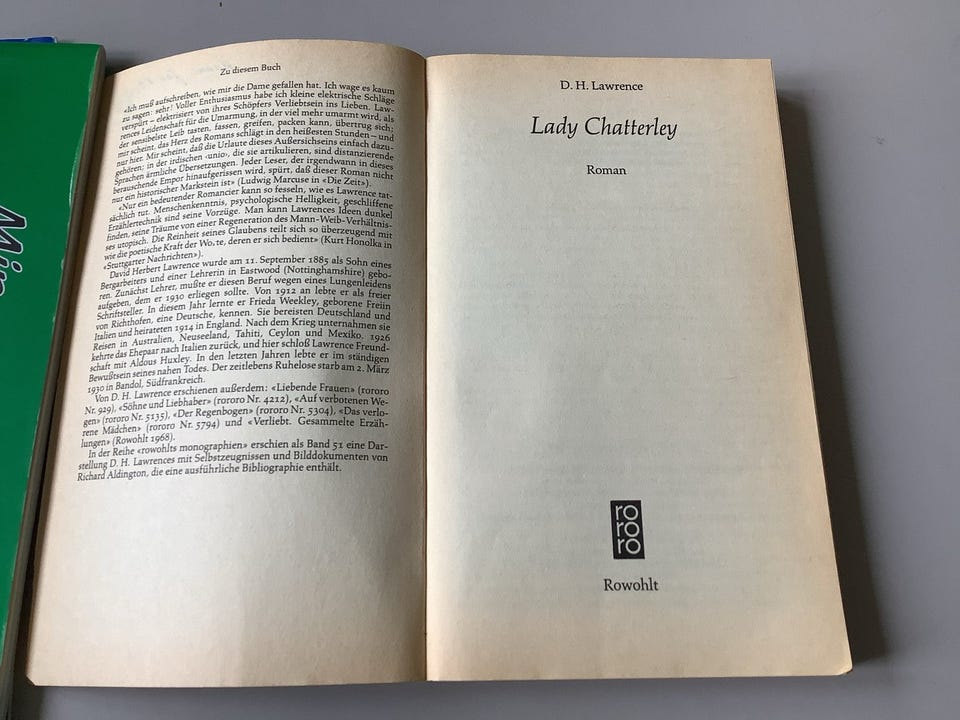 Zu diesem Buch
«Ich muß aufschreiben, wie mir die Dame gefallen hat. Ich wage es kaum
zu sagen: sehr! Voller Enthusiasmus habe ich kleine elektrische Schläge
verspürt – elektrisiert von ihres Schöpfers Verliebtsein ins Lieben. Law-
rences Leidenschaft für die Umarmung, in der viel mehr umarmt wird, als
der sensibelste Leib tasten, fassen, greifen, packen kann, übertrug sich;
mir scheint, das Herz des Romans schlägt in den heißesten Stunden – und
nur hier. Mir scheint, daß die Urlaute dieses Außersichseins einfach dazu-
gehören; in der irdischen ‹unio›, die sie artikulieren, sind distanzierende
Sprachen ärmliche Übersetzungen. Jeder Leser, der irgendwann in dieses
berauschende Empor hinaufgerissen wird, spürt, daß dieser Roman nicht
nur ein historischer Markstein ist» (Ludwig Marcuse in «Die Zeit»).
«Nur ein bedeutender Romancier kann so fesseln, wie es Lawrence tat-
sächlich tut. Menschenkenntnis, psychologische Helligkeit, geschliffene
Erzähltechnik sind seine Vorzüge. Man kann Lawrences Ideen dunkel
finden, seine Träume von einer Regeneration des Mann-Weib-Verhältnis-
ses utopisch. Die Reinheit seines Glaubens teilt sich so überzeugend mit
wie die poetische Kraft der Wo.te, deren er sich bedient» (Kurt Honolka in
«Stuttgarter Nachrichten»).
David Herbert Lawrence wurde am 11. September 1885 als Sohn eines
Bergarbeiters und einer Lehrerin in Eastwood (Nottinghamshire) gebo-
ren. Zunächst Lehrer, mußte er diesen Beruf wegen eines Lungenleidens
aufgeben, dem er 1930 erliegen sollte. Von 1912 an lebte er als freier
Schriftsteller. In diesem Jahr lernte er Frieda Weekley, geborene Freiin
von Richthofen, eine Deutsche, kennen. Sie bereisten Deutschland und
Italien und heirateten 1914 in England. Nach dem Krieg unternahmen sie
Reisen in Australien, Neuseeland, Tahiti, Ceylon und Mexiko. 1926
kehrte das Ehepaar nach Italien zurück, und hier schloß Lawrence Freund-
schaft mit Aldous Huxley. In den letzten Jahren lebte er im ständigen
Bewußtsein seines nahen Todes. Der zeitlebens Ruhelose starb am 2. März
1930 in Bandol, Südfrankreich.
Von D. H. Lawrence erschienen außerdem: «Liebende Frauen» (rororo
Nr. 929), «Söhne und Liebhaber» (rororo Nr. 4212), «Auf verbotenen We-
gen» (rororo Nr. 5135), «Der Regenbogen» (rororo Nr. 5304), «Das verlo-
rene Mädchen» (rororo Nr. 5794) und «Verliebt. Gesammelte Erzäh-
lungen» (Rowohlt 1968).
In der Reihe «rowohlts monographien» erschien als Band 51 eine Dar-
stellung D. H. Lawrences mit Selbstzeugnissen und Bilddokumenten von
Richard Aldington, die eine ausführliche Bibliographie enthält.
D. H. Lawrence
Lady Chatterley
Roman
ro
ro
ro
Rowohlt